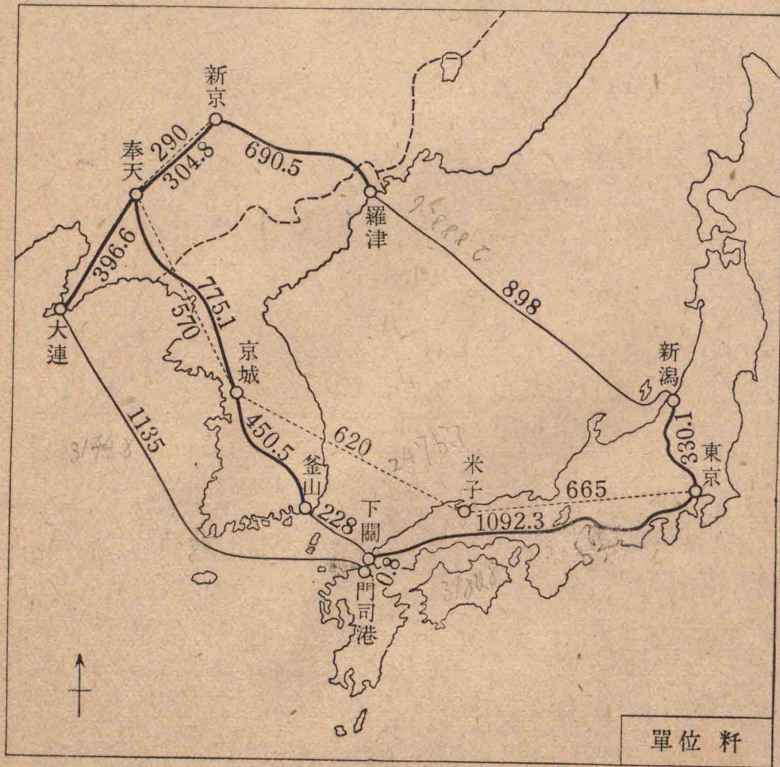 新京
奉天
290
304.8
690.5
羅津
396.6
775.1
570
898
大連
京城
新潟
1135
450.5
620
330.1
東京
釜山
米子
665
228
下關
1092.3
0.8
門司港
單位 粁